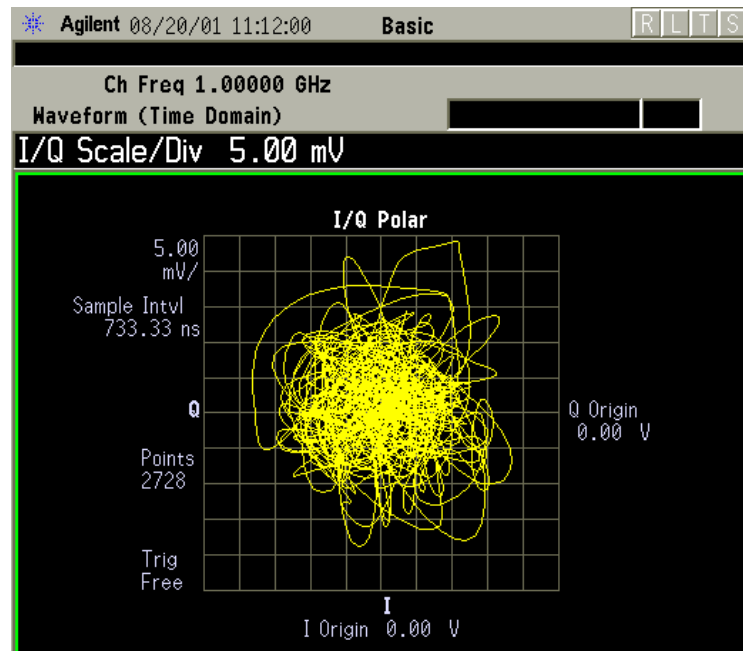 Agilent 08/20/01 11:12:00 Basic R L T S
Ch Freq 1.00000 GHz
Waveform (Time Domain)
I/Q Scale/Div 5.00 mV
I/Q Polar
5.00
mV/
Sample Intvl
733.33 ns
Q
Q Origin
0.00 V
Points
2728
Trig
Free
I
I Origin 0.00 V